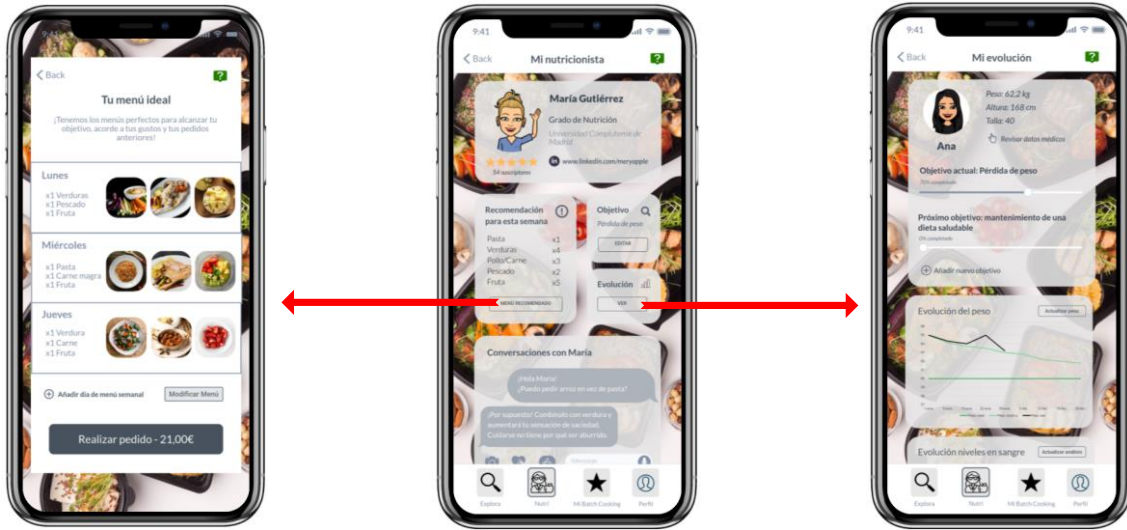 9:41
Back
?
Tu menú ideal
¡Tenemos los menús perfectos para alcanzar tu
objetivo, acorde a tus gustos y tus pedidos
anteriores!
Lunes
x1 Verduras
x1 Pescado
x1 Fruta
Miércoles
x1 Pasta
x1 Carne magra
x1 Fruta
Jueves
x1 Verdura
x1 Carne
x1 Fruta
Añadir día de menú semanal
Modificar Menú
Realizar pedido - 21,00€
9:41
Back
Mi nutricionista
?
María Gutiérrez
Grado de Nutrición
Universidad Complutense de
Madrid
in www.linkedin.com/meryapple
54 suscriptores
Recomendación
para esta semana
Pasta x1
Verduras x4
Pollo/Carne x3
Pescado x2
Fruta x5
MENÚ RECOMENDADO
Objetivo
Pérdida de peso
EDITAR
Evolución
VER
Conversaciones con María
¡Hola María!
¿Puedo pedir arroz en vez de pasta?
¡Por supuesto! Combínalo con verdura y
aumentará tu sensación de saciedad.
Cuidarse no tiene por qué ser aburrido.
Explora
Nutri
Mi Batch Cooking
Perfil
9:41
Back
Mi evolución
?
Ana
Peso: 62,2 kg
Altura: 168 cm
Talla: 40
Revisar datos médicos
Objetivo actual: Pérdida de peso
70% completado
Próximo objetivo: mantenimiento de una
dieta saludable
0% completado
Añadir nuevo objetivo
Evolución del peso
Actualizar peso
Evolución niveles en sangre
Actualizar análisis
Explora
Nutri
Mi Batch Cooking
Perfil